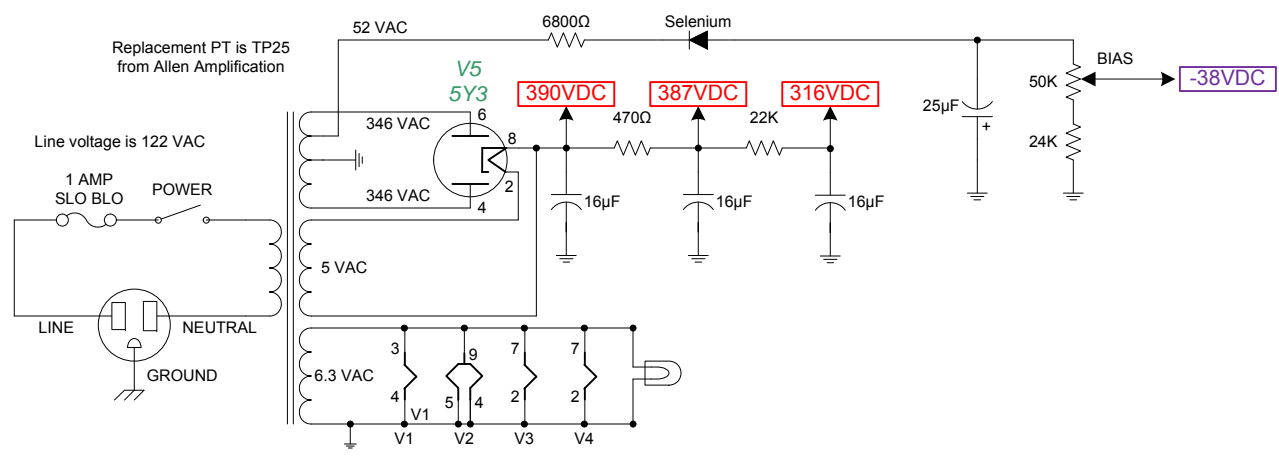 52 VAC
6800Ω
Selenium
Replacement PT is TP25
from Allen Amplification
V5
5Y3
390VDC
387VDC
316VDC
BIAS
50K
-38VDC
346 VAC
6
8
470Ω
22K
25µF
+
24K
Line voltage is 122 VAC
1 AMP
SLO BLO
POWER
346 VAC
2
4
16µF
16µF
16µF
5 VAC
LINE
NEUTRAL
GROUND
6.3 VAC
3
4
9
5
4
7
2
7
2
V1
V1
V2
V3
V4